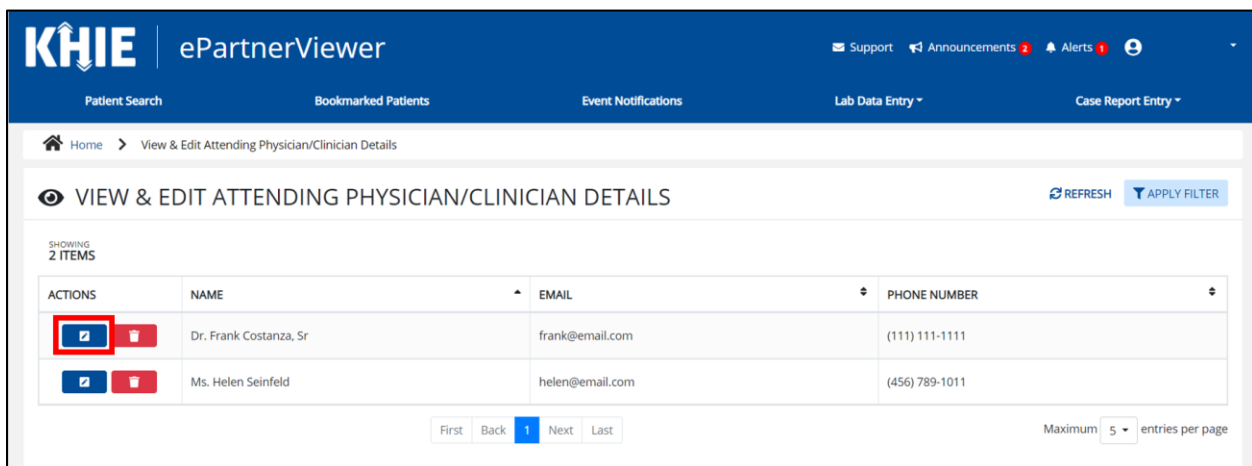 KHIE ePartnerViewer Support Announcements 2 Alerts 1
Patient Search Bookmarked Patients Event Notifications Lab Data Entry Case Report Entry
Home View & Edit Attending Physician/Clinician Details
VIEW & EDIT ATTENDING PHYSICIAN/CLINICIAN DETAILS REFRESH APPLY FILTER
SHOWING
2 ITEMS
ACTIONS NAME EMAIL PHONE NUMBER
Dr. Frank Costanza, Sr frank@email.com (111) 111-1111
Ms. Helen Seinfeld helen@email.com (456) 789-1011
First Back 1 Next Last Maximum 5 entries per page